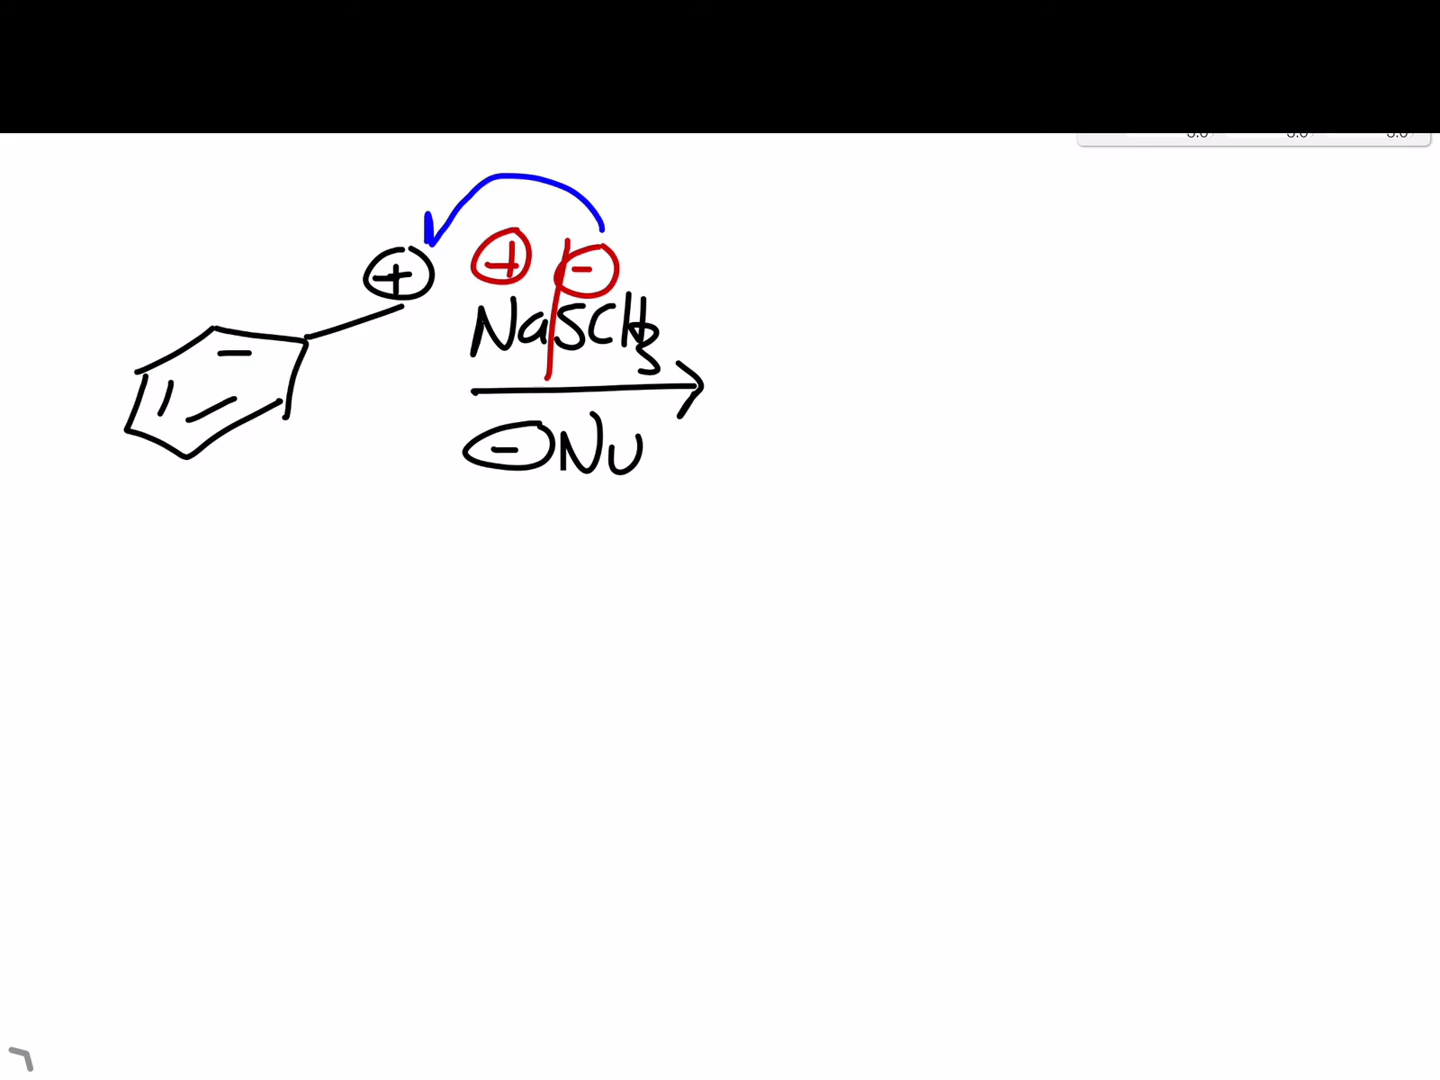 + -
+
NaSCH3
-Nu